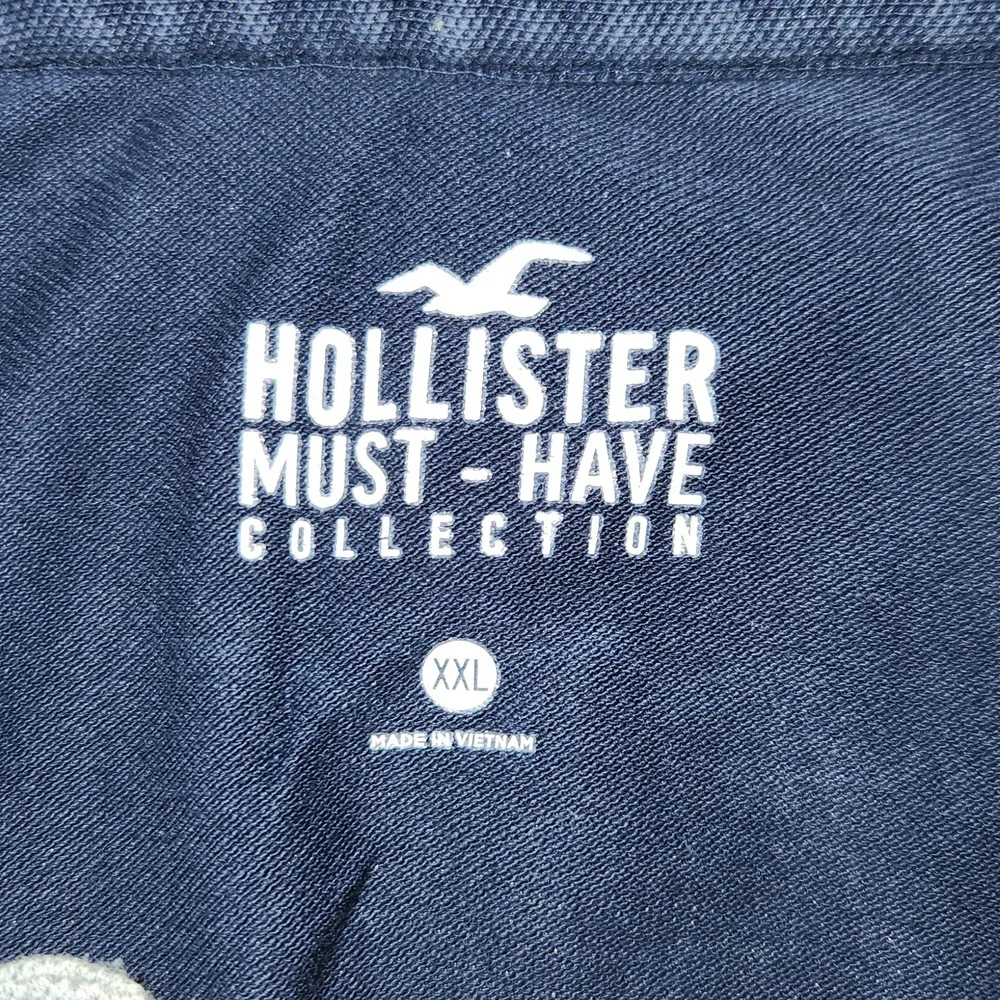 HOLLISTER
MUST - HAVE
COLLECTION
XXL
MADE IN VIETNAM